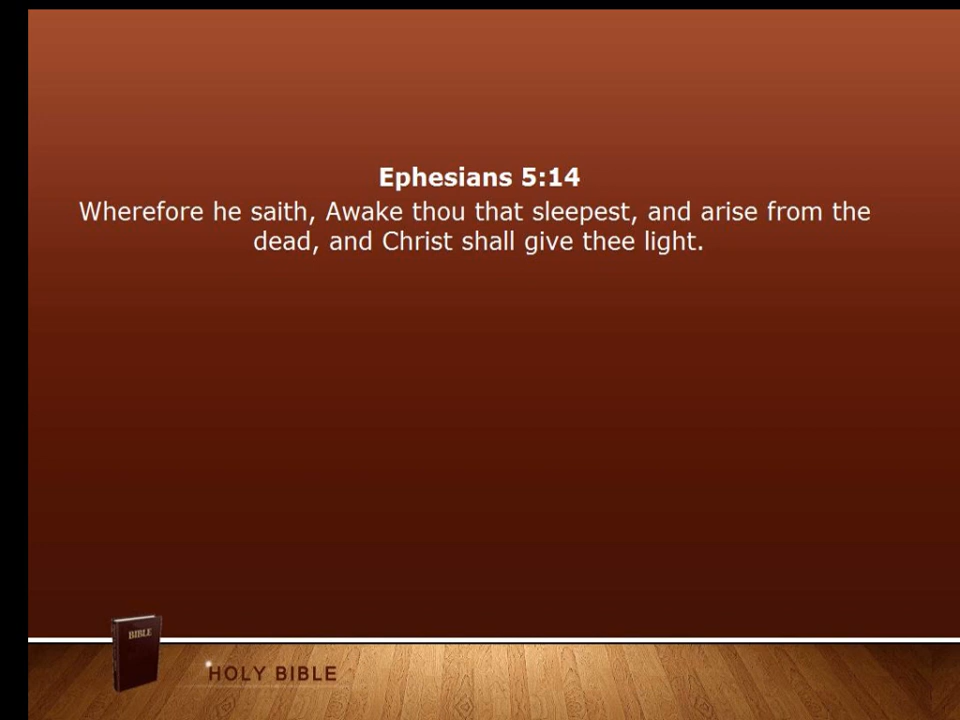 Ephesians 5:14
Wherefore he saith, Awake thou that sleepest, and arise from the
dead, and Christ shall give thee light.
BIBLE
HOLY BIBLE